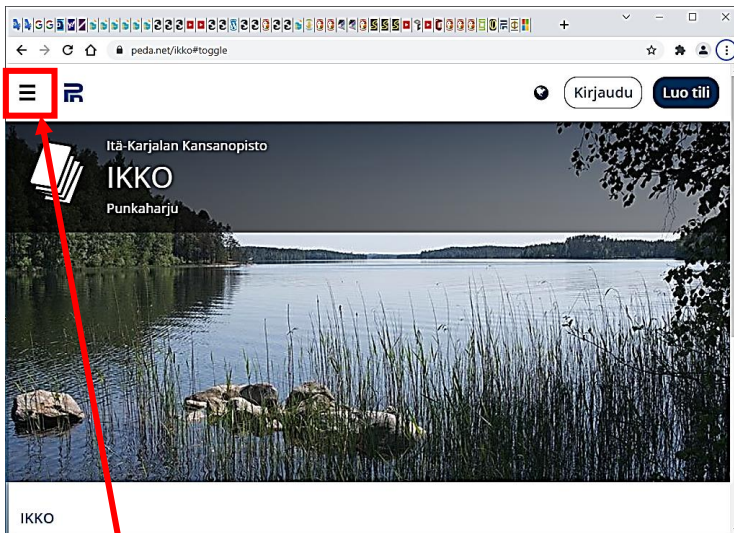 peda.net/ikko#toggle
Kirjaudu
Luo tili
Itä-Karjalan Kansanopisto
IKKO
Punkaharju
IKKO